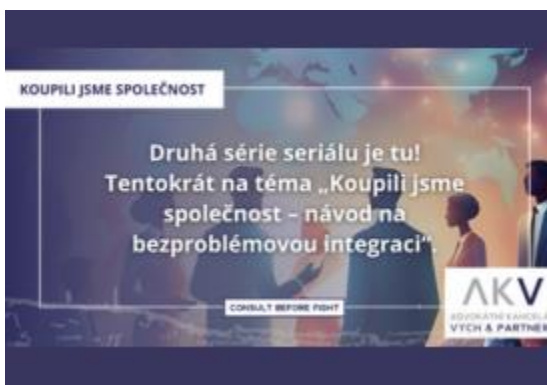 KOUPILI JSME SPOLEČNOST
Druhá série seriálu je tu!
Tentokrát na téma „Koupili jsme
společnost – návod na
bezproblémovou integraci“.
CONSULT BEFORE FIGHT
AKV
ADVOKÁTNÍ KANCELÁ
VYCH & PARTNER